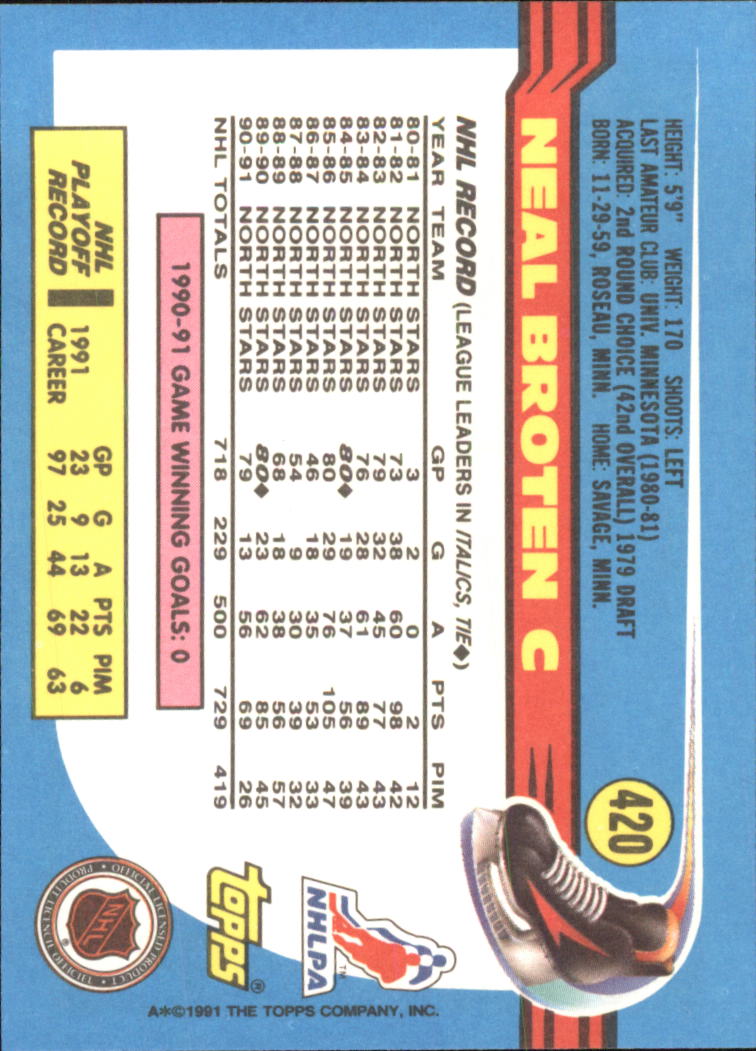 420
HEIGHT: 5'9" WEIGHT: 170 SHOOTS: LEFT
LAST AMATEUR CLUB: UNIV. MINNESOTA (1980-81)
ACQUIRED: 2nd ROUND CHOICE (42nd OVERALL) 1979 DRAFT
BORN: 11-29-59, ROSEAU, MINN. HOME: SAVAGE, MINN.
NEAL BROTEN C
NHL RECORD (LEAGUE LEADERS IN ITALICS, TIE◆)
YEAR TEAM GP G A PTS PIM
80-81 NORTH STARS 3 2 0 2 12
81-82 NORTH STARS 73 38 60 98 42
82-83 NORTH STARS 79 32 45 77 43
83-84 NORTH STARS 76 28 61 89 43
84-85 NORTH STARS 80◆ 19 37 56 39
85-86 NORTH STARS 80 29 76 105 47
86-87 NORTH STARS 46 18 35 53 33
87-88 NORTH STARS 54 9 30 39 32
88-89 NORTH STARS 68 18 38 56 57
89-90 NORTH STARS 80◆ 23 62 85 45
90-91 NORTH STARS 79 13 56 69 26
NHL TOTALS 718 229 500 729 419
1990-91 GAME WINNING GOALS: 0
NHL PLAYOFF RECORD
GP G A PTS PIM
1991 23 9 13 22 6
CAREER 97 25 44 69 63
NHLPA™
topps®
NHL ®
OFFICIAL LICENSED PRODUCT • PRODUIT LICENCIE OFFICIEL •
A*©1991 THE TOPPS COMPANY, INC.